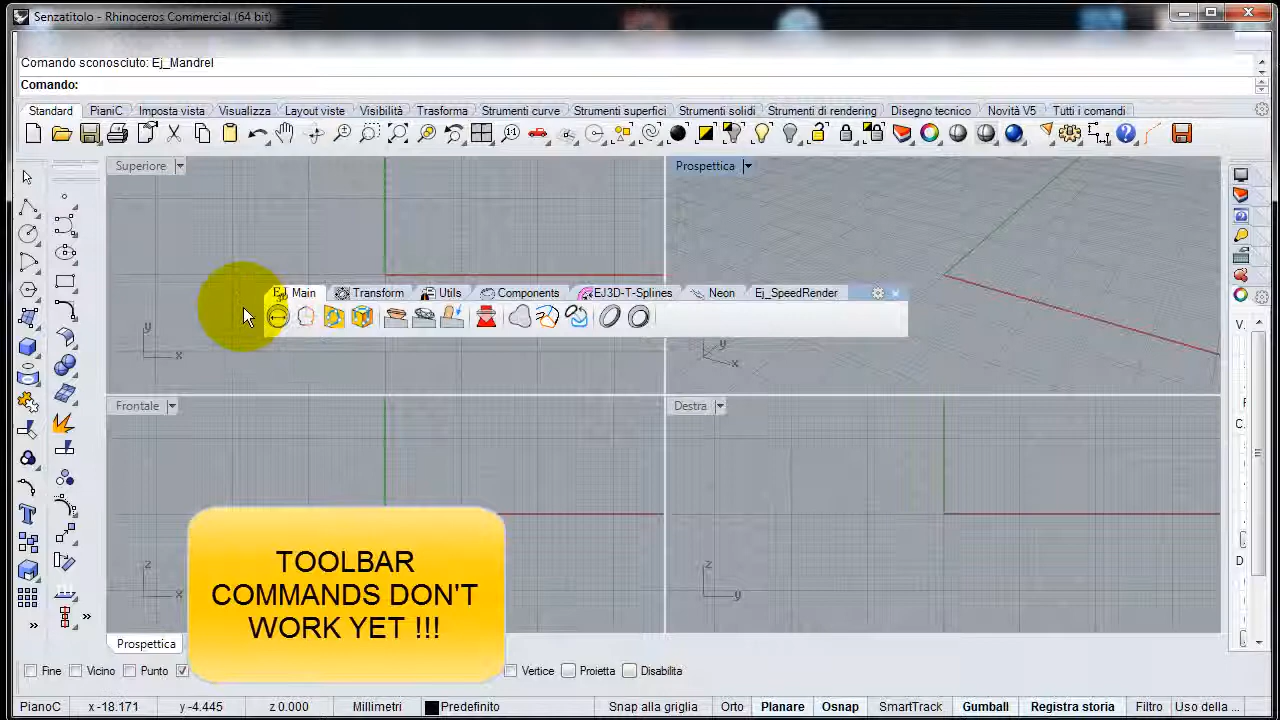 Senzatitolo - Rhinoceros Commercial (64 bit)
Comando sconosciuto: Ej_Mandrel
Comando:
Standard PianiC Imposta vista Visualizza Layout viste Visibilità Trasforma Strumenti curve Strumenti superfici Strumenti solidi Strumenti di rendering Disegno tecnico Novità V5 Tutti i comandi
Superiore
Prospettica
EJ Main Transform Utils Components EJ3D-T-Splines Neon Ej_SpeedRender
y
x
y
x
V.
F
C.
Frontale
Destra
TOOLBAR
COMMANDS DON'T
WORK YET !!!
z
x
z
y
D
Prospettica
Fine Vicino Punto Vertice Proietta Disabilita
PianoC x -18.171 y -4.445 z 0.000 Millimetri Predefinito Snap alla griglia Orto Planare Osnap SmartTrack Gumball Registra storia Filtro Uso della ...